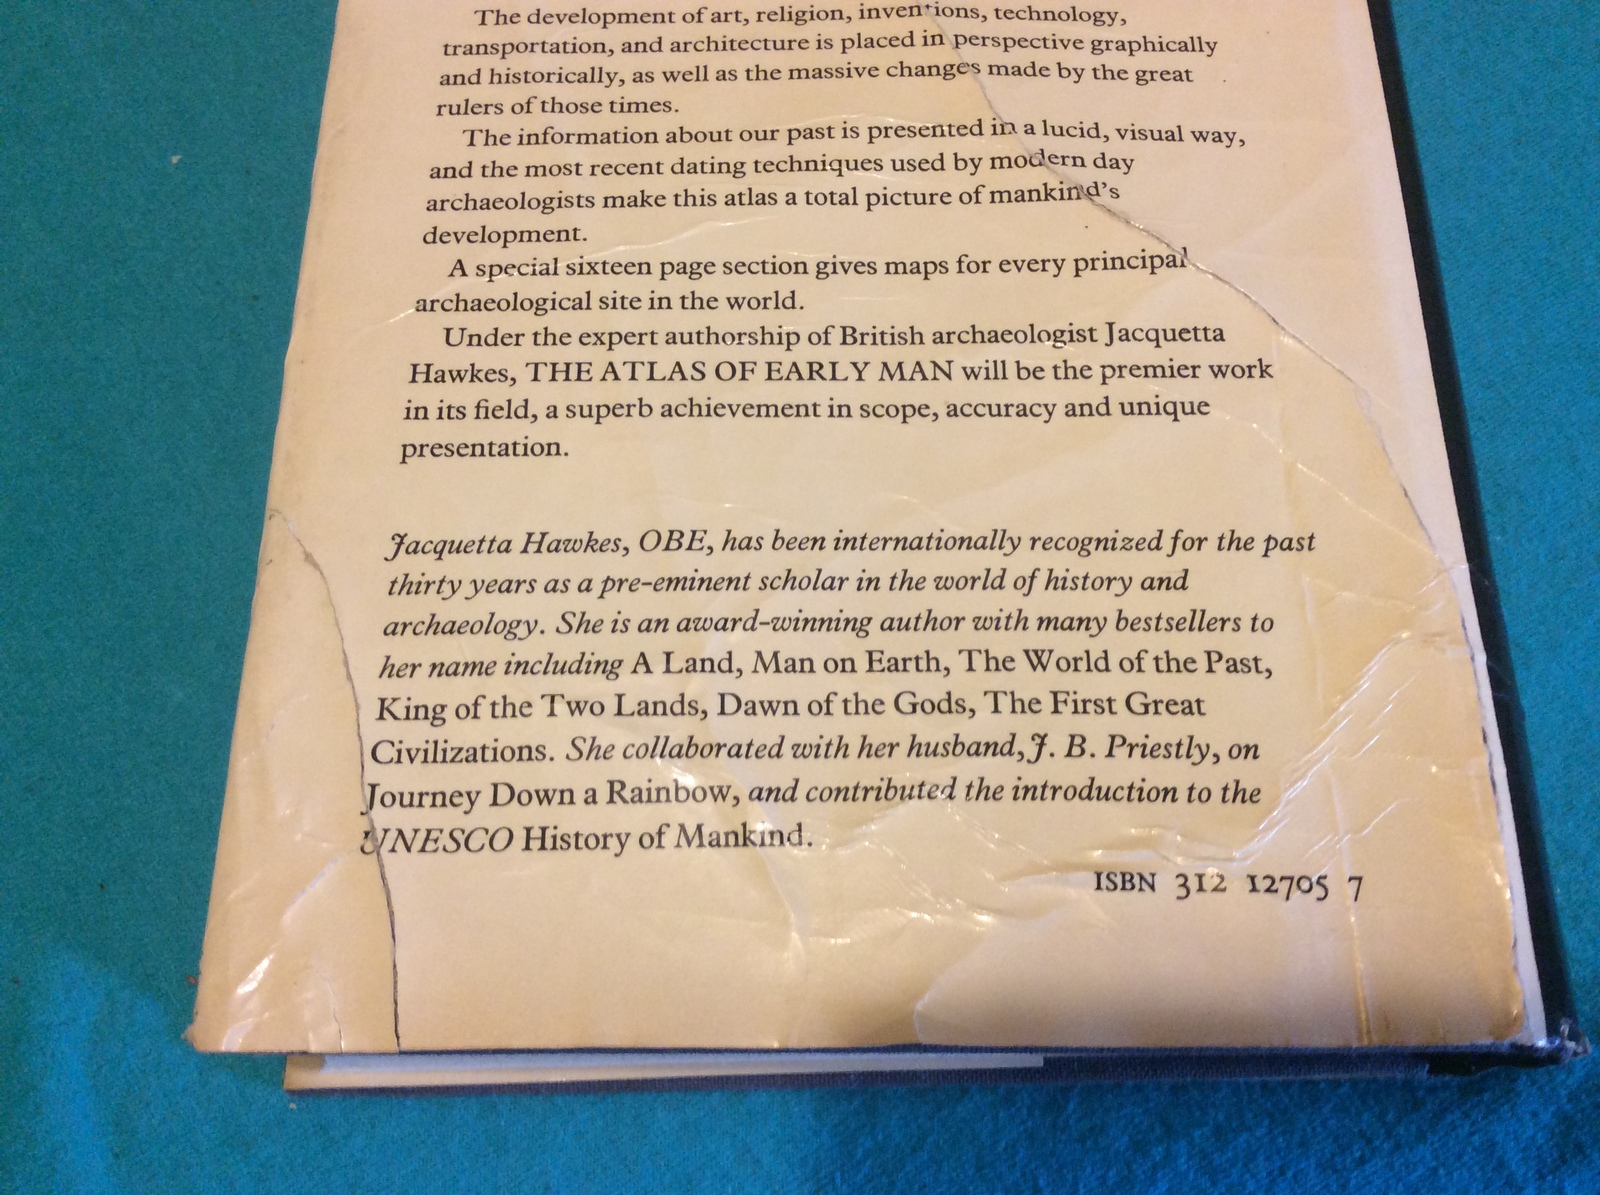 The development of art, religion, inventions, technology,
transportation, and architecture is placed in perspective graphically
and historically, as well as the massive changes made by the great
rulers of those times.
The information about our past is presented in a lucid, visual way,
and the most recent dating techniques used by modern day
archaeologists make this atlas a total picture of mankind's
development.
A special sixteen page section gives maps for every principal
archaeological site in the world.
Under the expert authorship of British archaeologist Jacquetta
Hawkes, THE ATLAS OF EARLY MAN will be the premier work
in its field, a superb achievement in scope, accuracy and unique
presentation.
Jacquetta Hawkes, OBE, has been internationally recognized for the past
thirty years as a pre-eminent scholar in the world of history and
archaeology. She is an award-winning author with many bestsellers to
her name including A Land, Man on Earth, The World of the Past,
King of the Two Lands, Dawn of the Gods, The First Great
Civilizations. She collaborated with her husband, J. B. Priestly, on
Journey Down a Rainbow, and contributed the introduction to the
UNESCO History of Mankind.
ISBN 312 12705 7